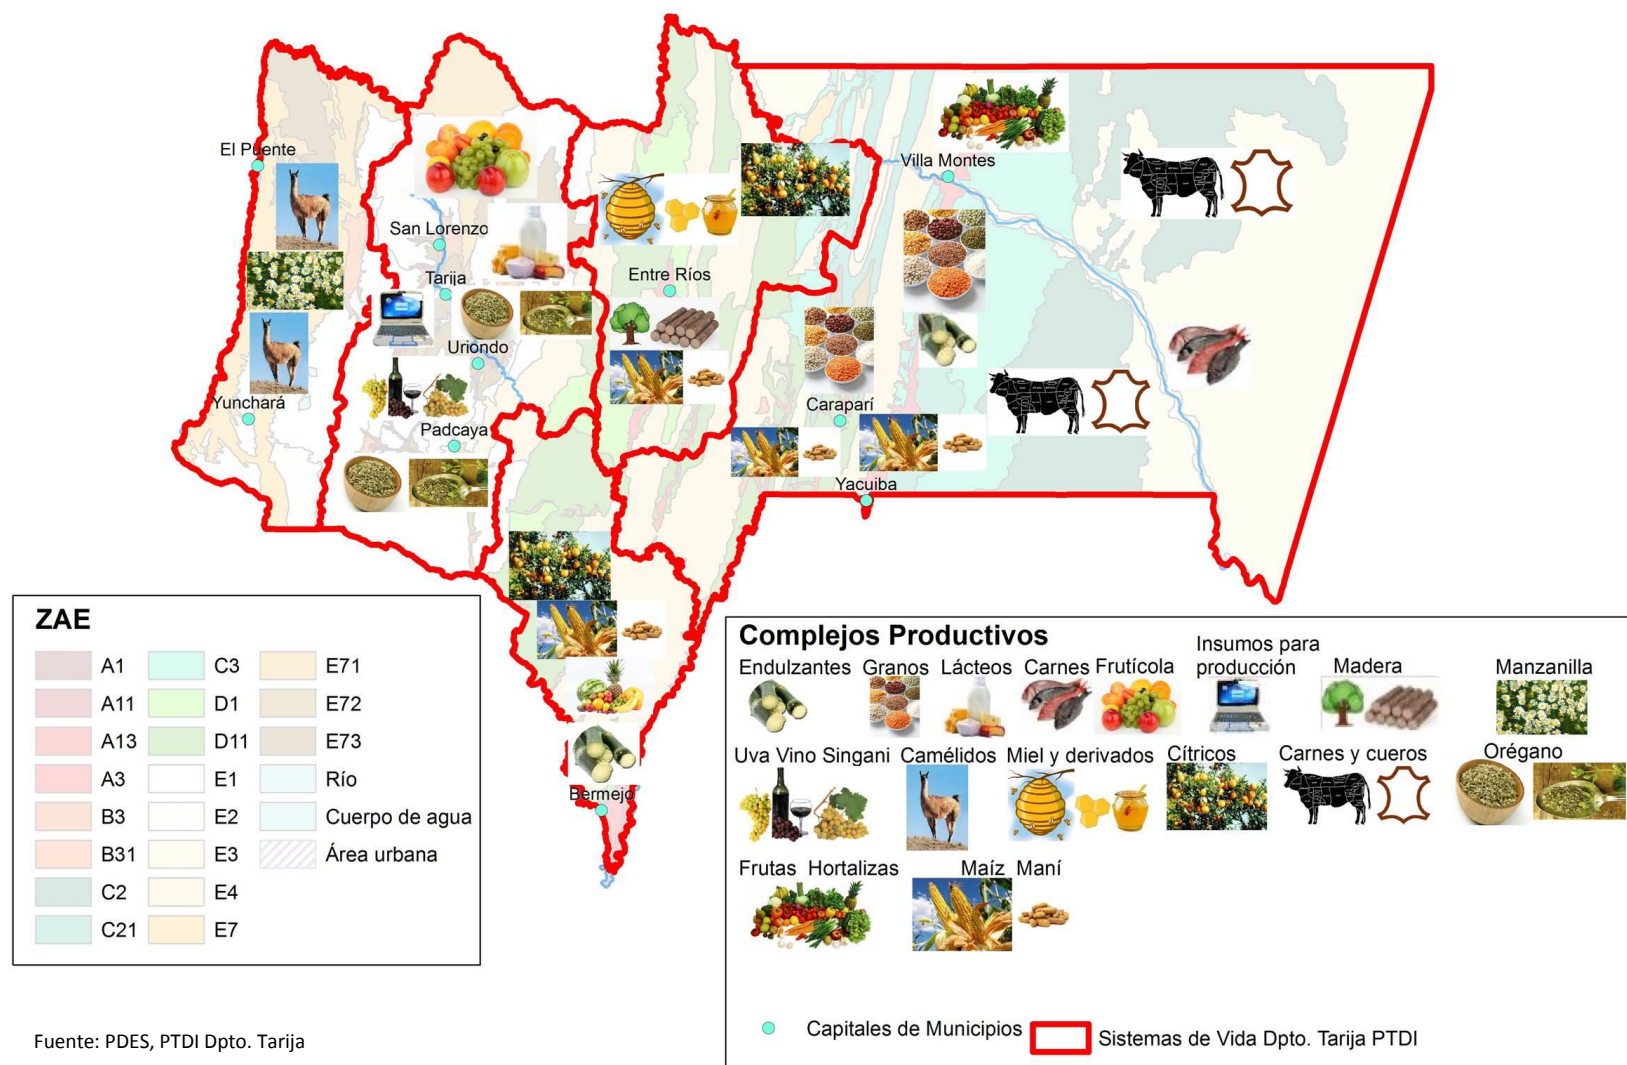 El Puente
Villa Montes
San Lorenzo
Tarija
Entre Ríos
Uriondo
Yunchará
Padcaya
Caraparí
Yacuiba
Bermejo
ZAE
A1
A11
A13
A3
B3
B31
C2
C21
C3
D1
D11
E1
E2
E3
E4
E7
E71
E72
E73
Río
Cuerpo de agua
Área urbana
Complejos Productivos
Endulzantes
Granos
Lácteos
Carnes
Frutícola
Insumos para
producción
Madera
Manzanilla
Uva Vino Singani
Camélidos
Miel y derivados
Cítricos
Carnes y cueros
Orégano
Frutas Hortalizas
Maíz Maní
Capitales de Municipios
Sistemas de Vida Dpto. Tarija PTDI
Fuente: PDES, PTDI Dpto. Tarija